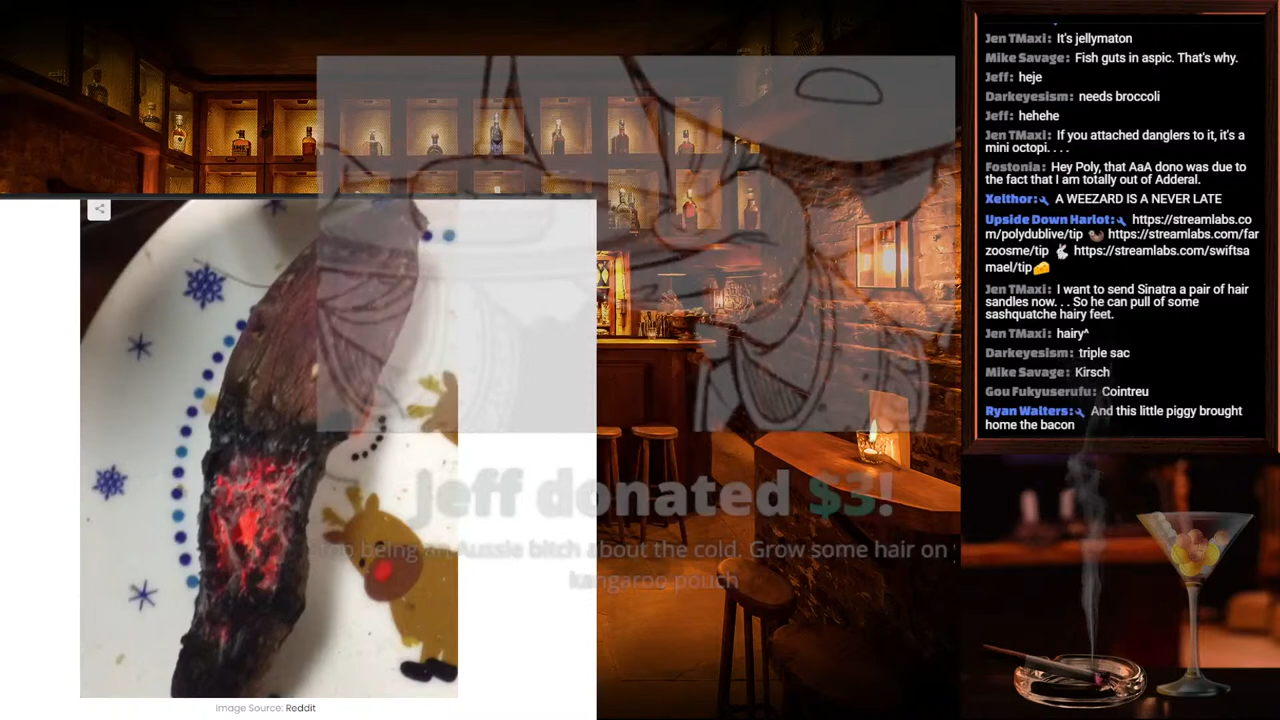 Jen TMaxi: It's jellymaton
Mike Savage: Fish guts in aspic. That's why.
Jeff: heje
Darkeyesism: needs broccoli
Jeff: hehehe
Jen TMaxi: If you attached danglers to it, it's a
mini octopi. . . .
Fostonia: Hey Poly, that AaA dono was due to
the fact that I am totally out of Adderal.
Xelthor: A WEEZARD IS A NEVER LATE
Upside Down Harlot: https://streamlabs.co
m/polydublive/tip https://streamlabs.com/far
zoosme/tip https://streamlabs.com/swiftsa
mael/tip
Jen TMaxi: I want to send Sinatra a pair of hair
sandles now. . . So he can pull of some
sashquatche hairy feet.
Jen TMaxi: hairy^
Darkeyesism: triple sac
Mike Savage: Kirsch
Gou Fukyuserufu: Cointreu
Ryan Walters: And this little piggy brought
home the bacon
Jeff donated $3!
being an Aussie bitch about the cold. Grow some hair on
kangaroo pouch
Image Source: Reddit